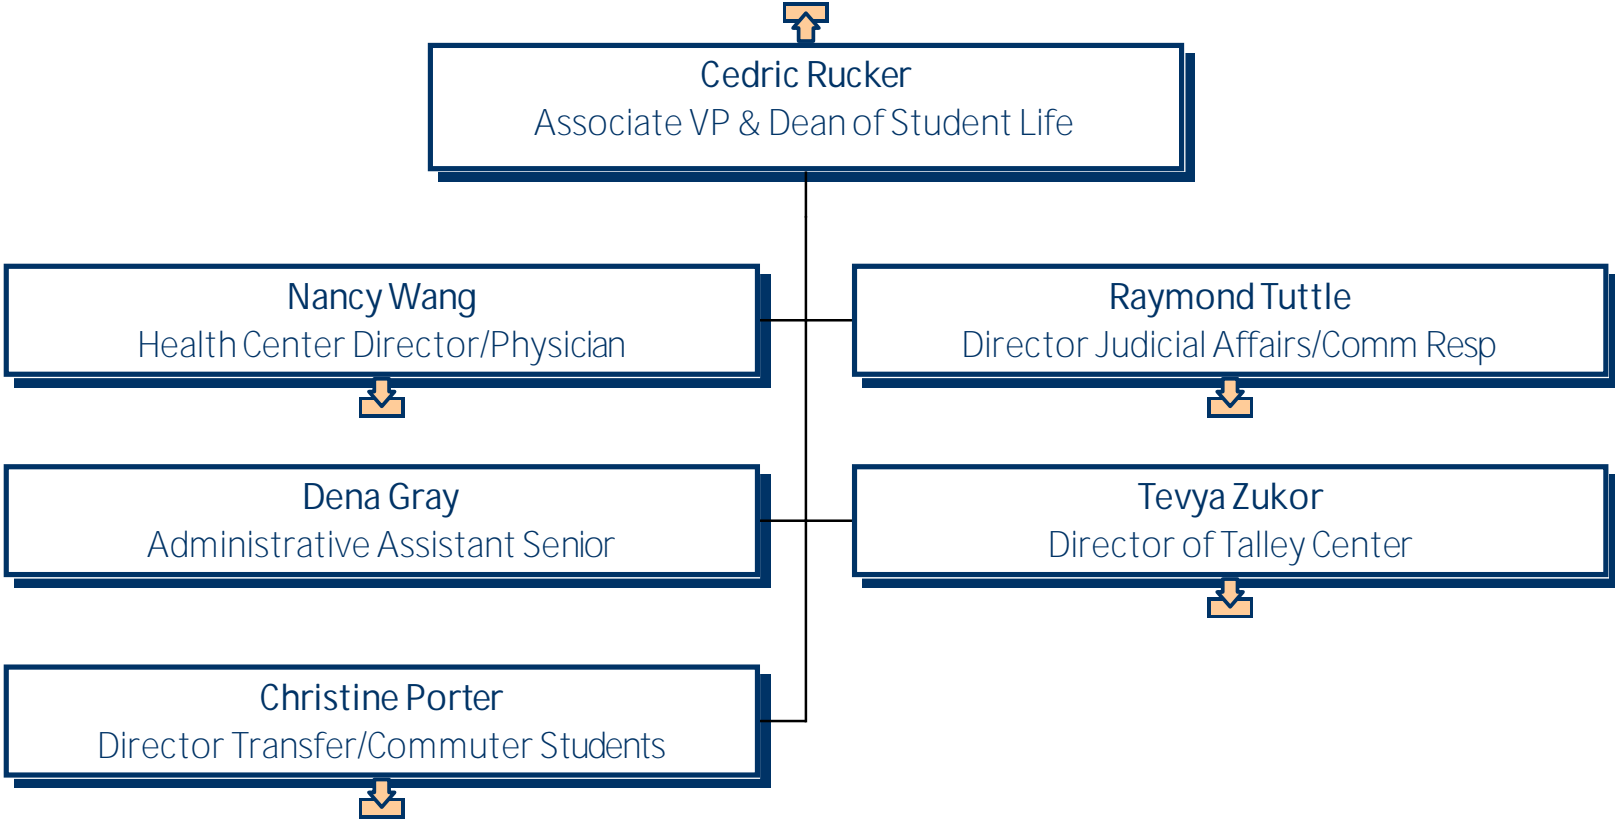 Cedric Rucker
Associate VP & Dean of Student Life
Nancy Wang
Health Center Director/Physician
Raymond Tuttle
Director Judicial Affairs/Comm Resp
Dena Gray
Administrative Assistant Senior
Tevya Zukor
Director of Talley Center
Christine Porter
Director Transfer/Commuter Students